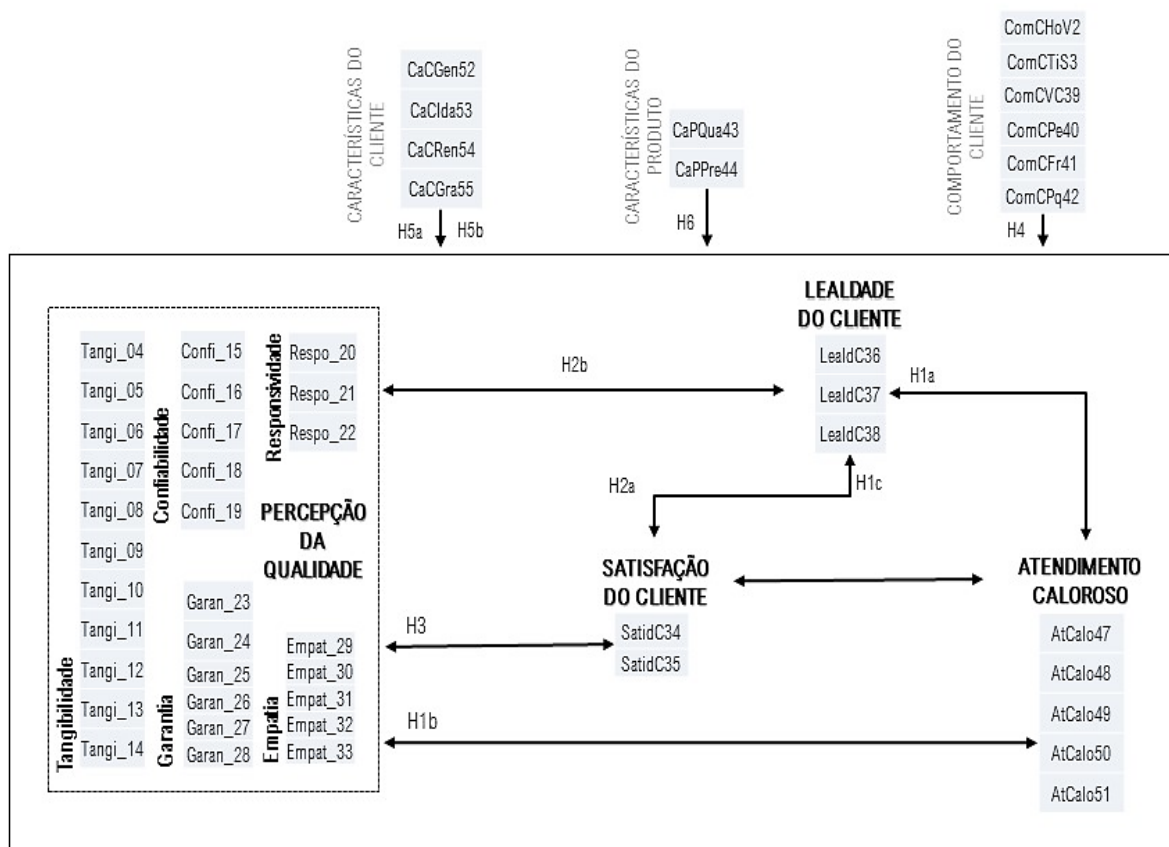 CARACTERÍSTICAS DO
CLIENTE
CaCGen52
CaCIda53
CaCRen54
CaCGra55
H5a
H5b
CARACTERÍSTICAS DO
PRODUTO
CaPQua43
CaPPre44
H6
COMPORTAMENTO DO
CLIENTE
ComCHoV2
ComCTiS3
ComCVC39
ComCPe40
ComCFr41
ComCPq42
H4
Tangibilidade
Tangi_04
Tangi_05
Tangi_06
Tangi_07
Tangi_08
Tangi_09
Tangi_10
Tangi_11
Tangi_12
Tangi_13
Tangi_14
Confiabilidade
Confi_15
Confi_16
Confi_17
Confi_18
Confi_19
Responsividade
Respo_20
Respo_21
Respo_22
PERCEPÇÃO
DA
QUALIDADE
Garantia
Garan_23
Garan_24
Garan_25
Garan_26
Garan_27
Garan_28
Empatia
Empat_29
Empat_30
Empat_31
Empat_32
Empat_33
H2b
LEALDADE
DO CLIENTE
LealdC36
LealdC37
LealdC38
H1a
H2a
H1c
SATISFAÇÃO
DO CLIENTE
SatidC34
SatidC35
H3
H1b
ATENDIMENTO
CALOROSO
AtCalo47
AtCalo48
AtCalo49
AtCalo50
AtCalo51